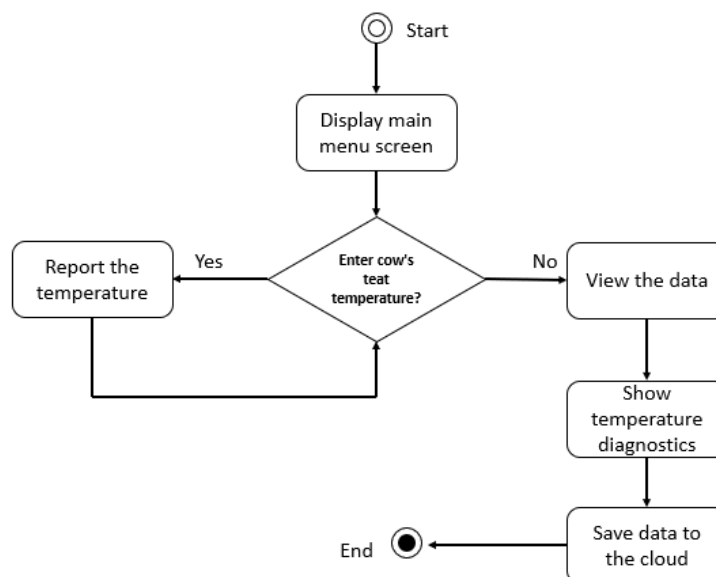 Start
Display main
menu screen
Enter cow's
teat
temperature?
Yes
No
Report the
temperature
View the data
Show
temperature
diagnostics
Save data to
the cloud
End